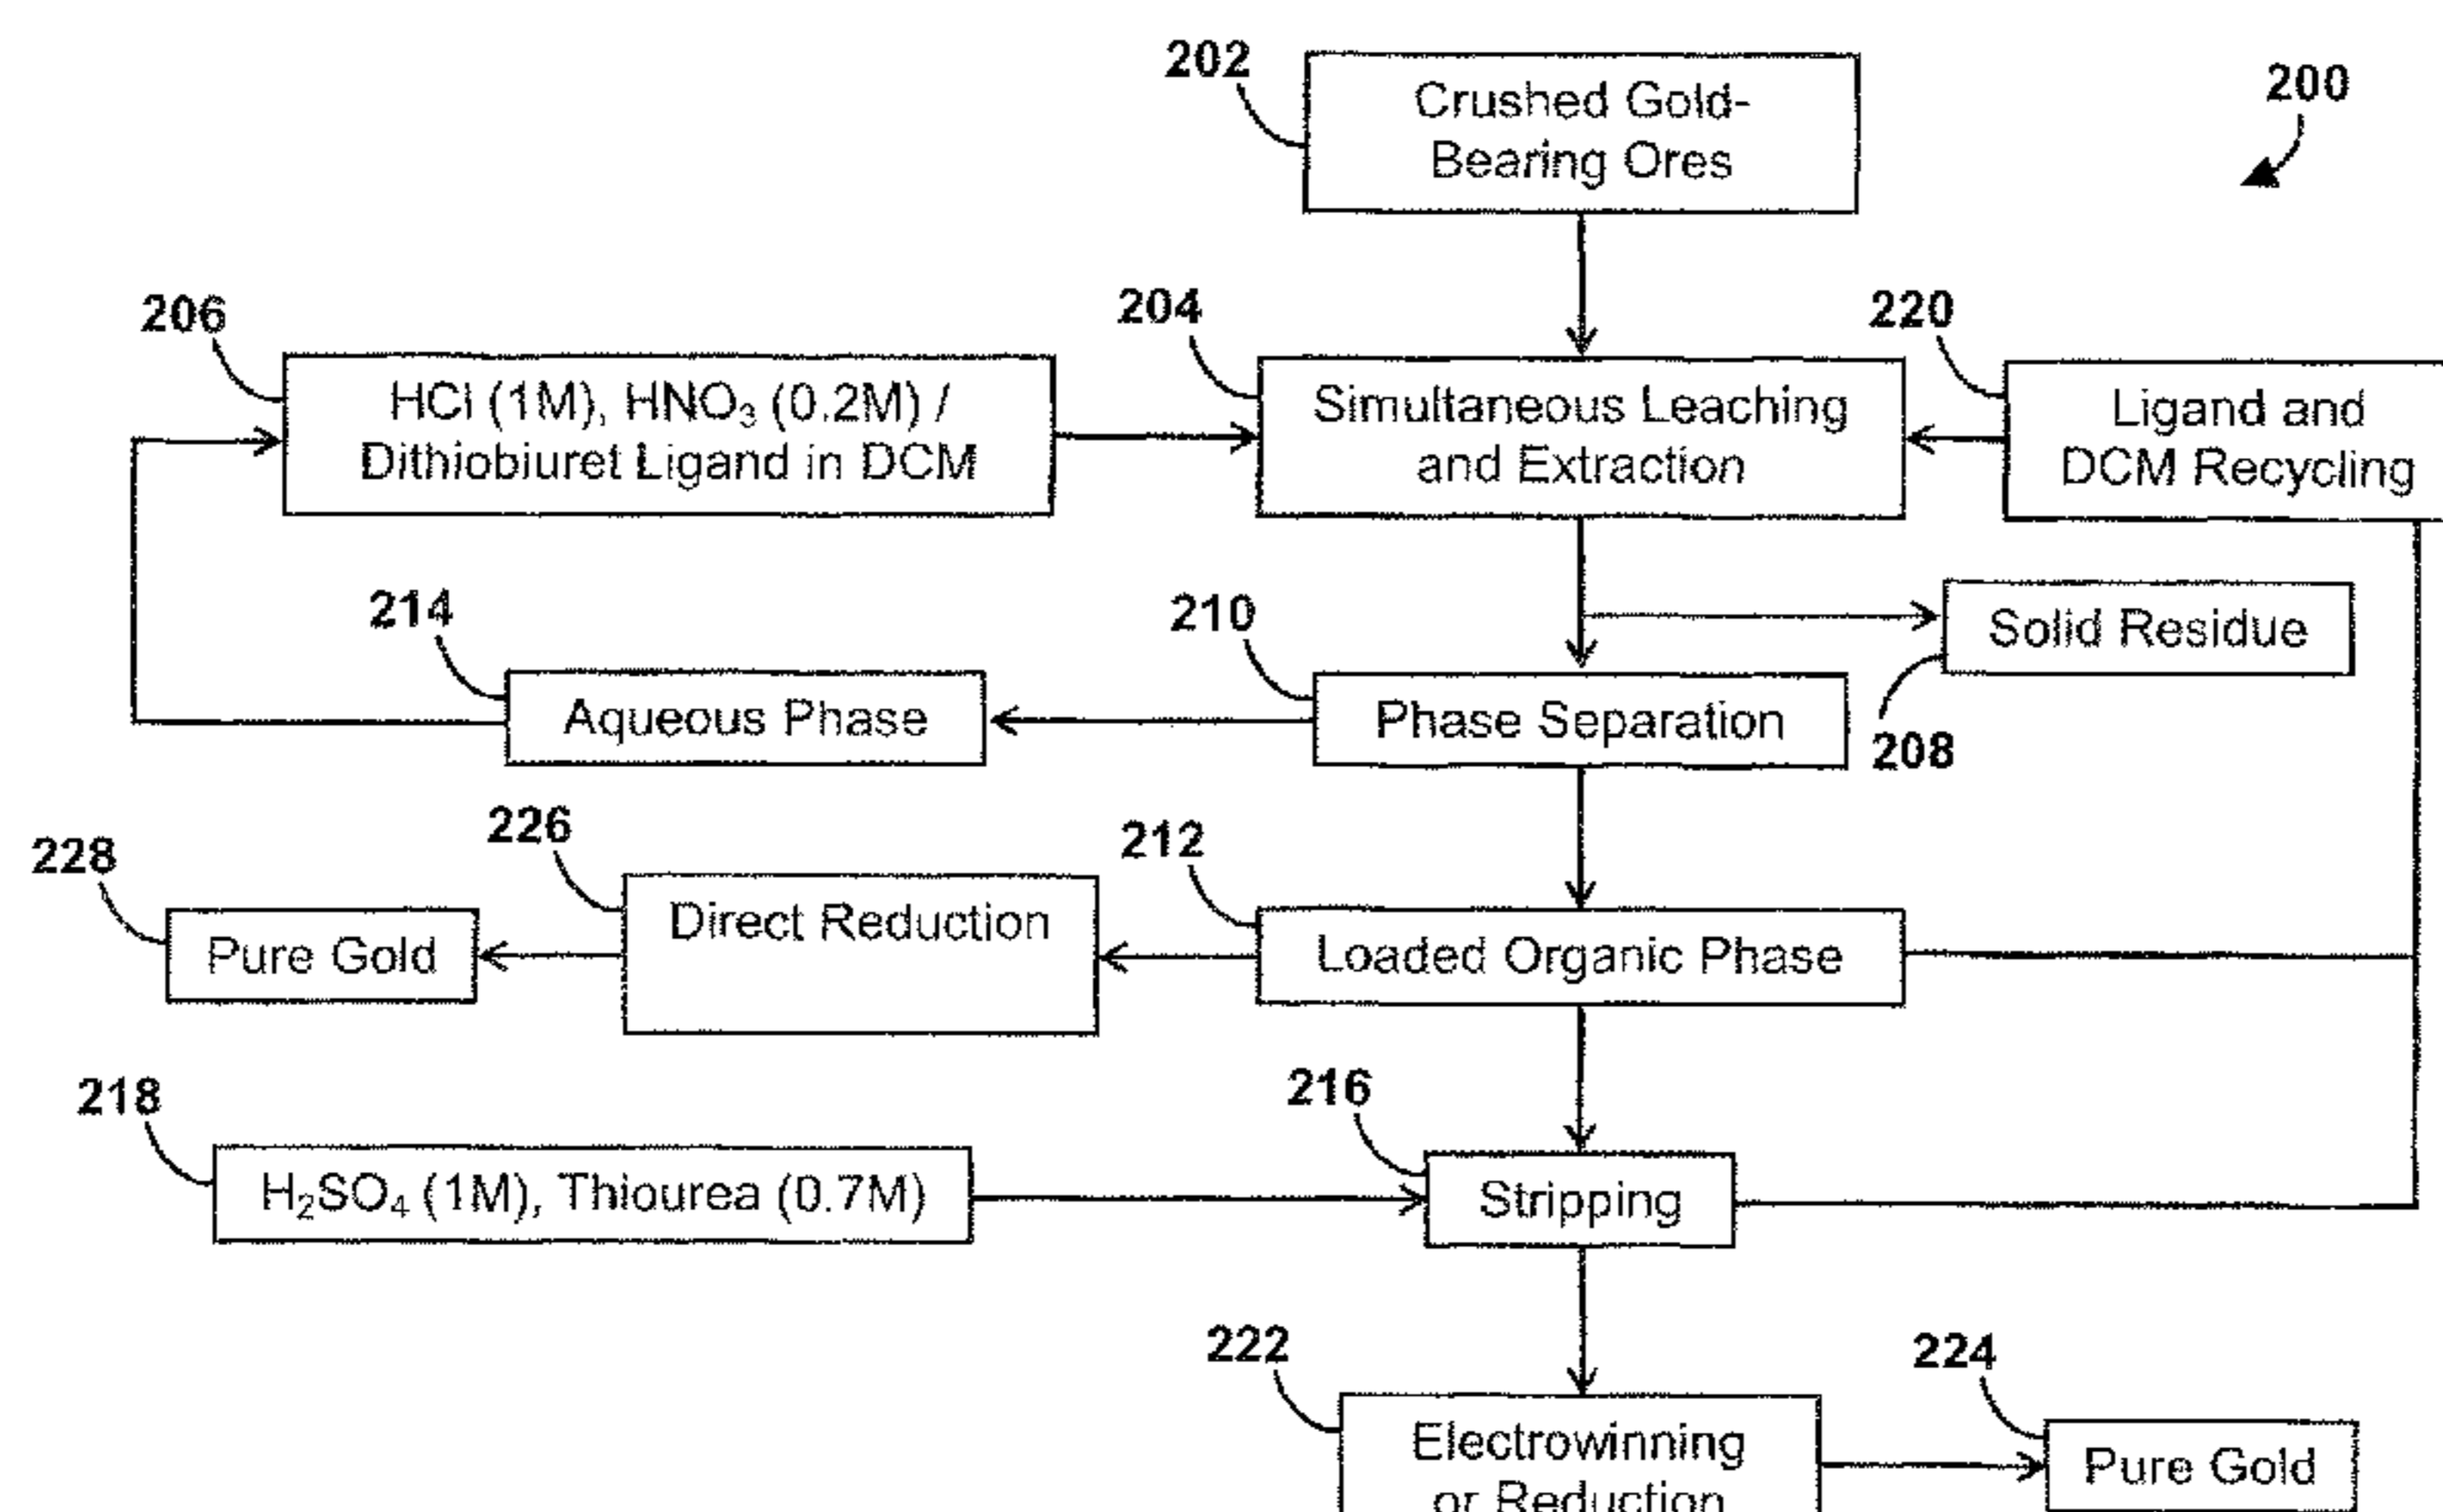 202
Crushed Gold-
Bearing Ores
200
206
HCl (1M), HNO₃ (0.2M) /
Dithiobiuret Ligand in DCM
204
Simultaneous Leaching
and Extraction
220
Ligand and
DCM Recycling
214
Aqueous Phase
210
Phase Separation
Solid Residue
208
228
Pure Gold
226
Direct Reduction
212
Loaded Organic Phase
218
H₂SO₄ (1M), Thiourea (0.7M)
216
Stripping
222
Electrowinning
or Reduction
224
Pure Gold